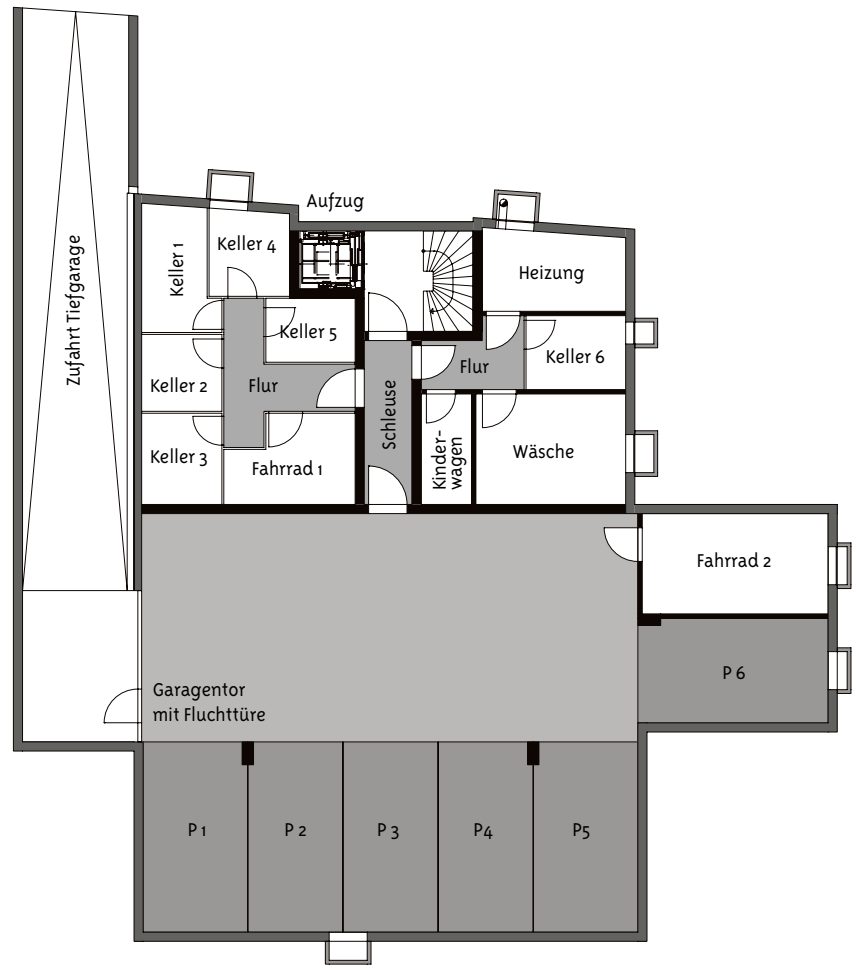 Aufzug
Zufahrt Tiefgarage
Keller 1
Keller 4
Heizung
Keller 5
Keller 2
Flur
Flur
Keller 6
Schleuse
Keller 3
Fahrrad 1
Kinder-
wagen
Wäsche
Fahrrad 2
P 6
Garagentor
mit Fluchttüre
P 1
P 2
P 3
P4
P5